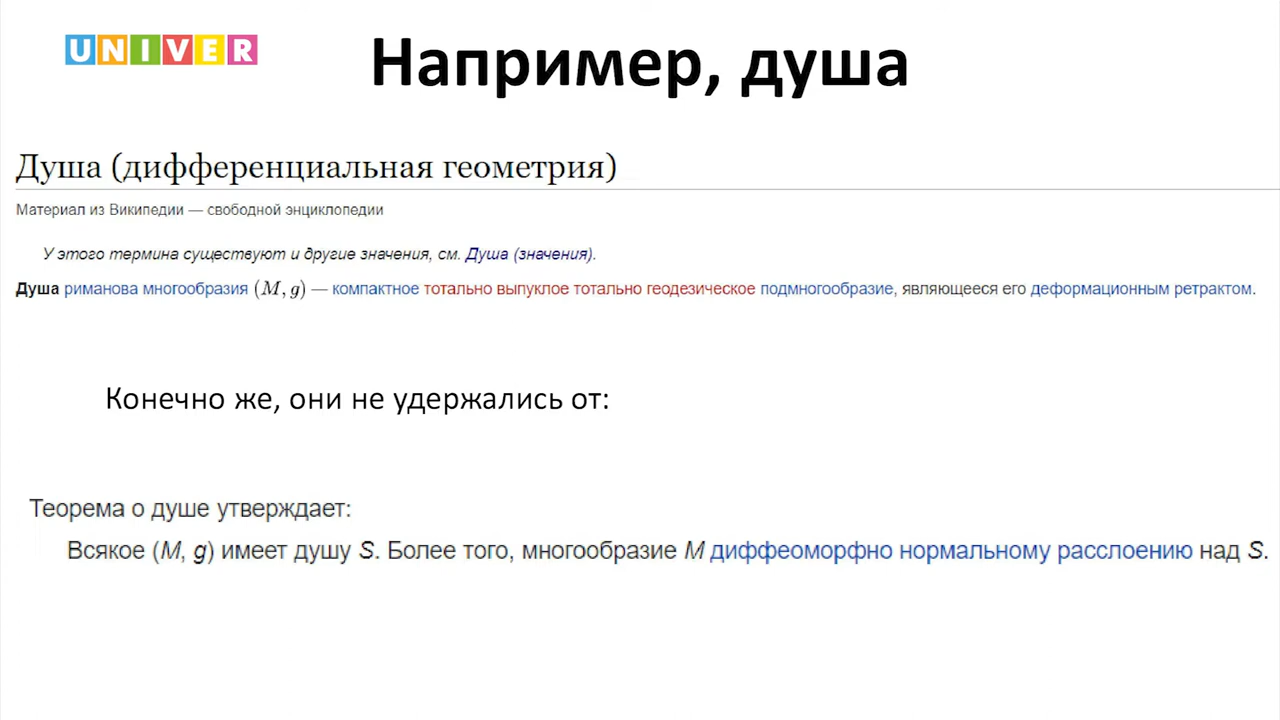 UNIVER
Например, душа
Душа (дифференциальная геометрия)
Материал из Википедии — свободной энциклопедии
У этого термина существуют и другие значения, см. Душа (значения).
Душа риманова многообразия (M, g) — компактное тотально выпуклое тотально геодезическое подмногообразие, являющееся его деформационным ретрактом.
Конечно же, они не удержались от:
Теорема о душе утверждает:
Всякое (M, g) имеет душу S. Более того, многообразие M диффеоморфно нормальному расслоению над S.